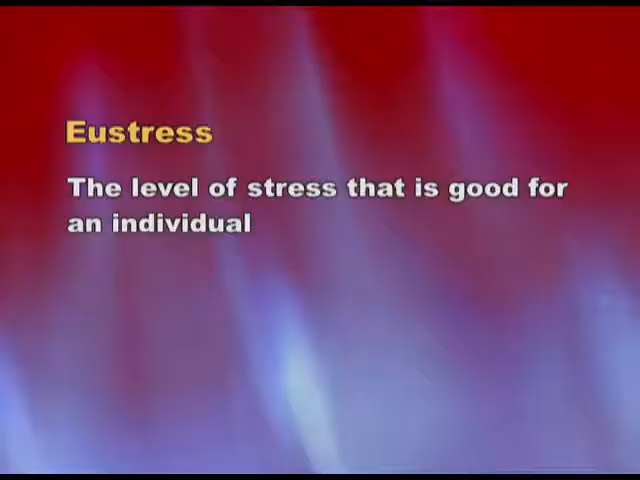 Eustress
The level of stress that is good for
an individual